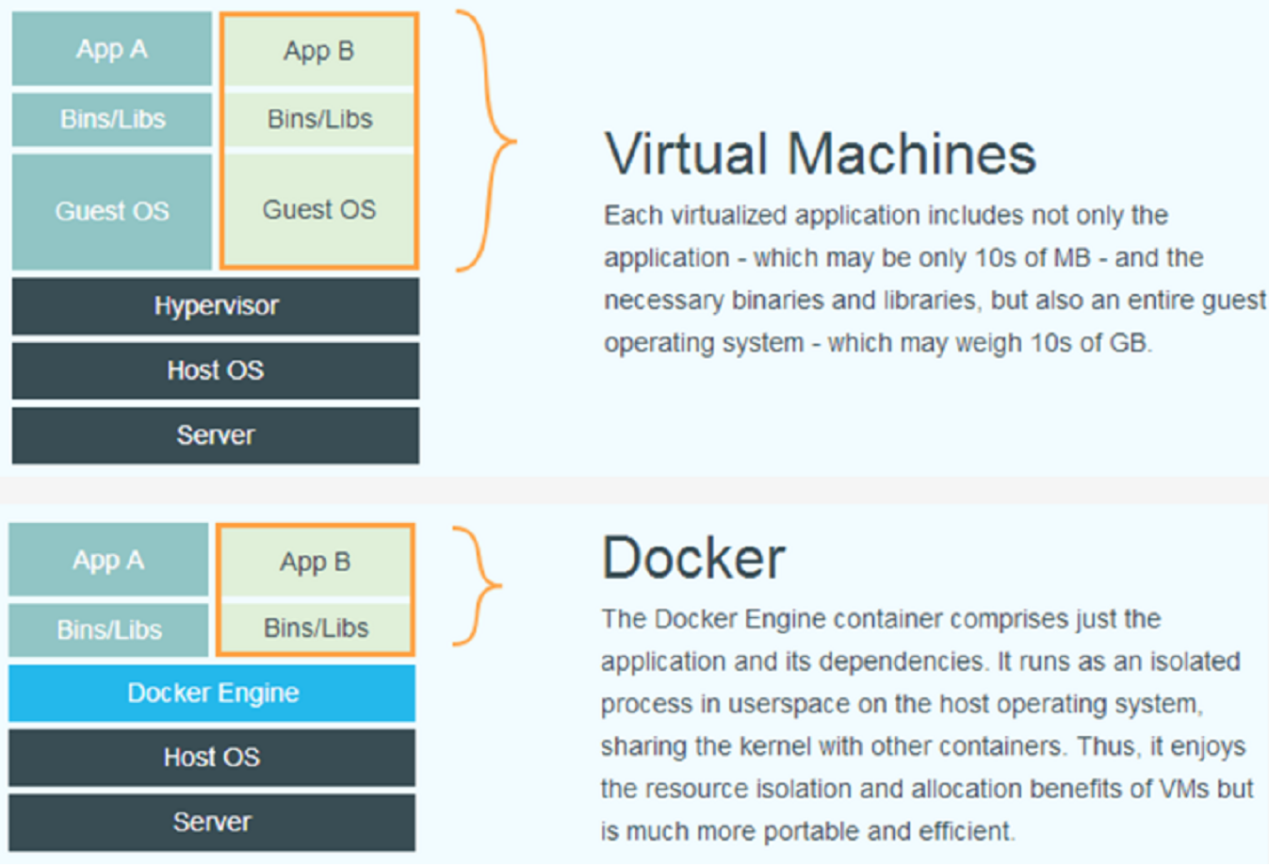 App A
App B
Bins/Libs
Bins/Libs
Guest OS
Guest OS
Hypervisor
Host OS
Server
Virtual Machines
Each virtualized application includes not only the
application - which may be only 10s of MB - and the
necessary binaries and libraries, but also an entire guest
operating system - which may weigh 10s of GB.
App A
App B
Bins/Libs
Bins/Libs
Docker Engine
Host OS
Server
Docker
The Docker Engine container comprises just the
application and its dependencies. It runs as an isolated
process in userspace on the host operating system,
sharing the kernel with other containers. Thus, it enjoys
the resource isolation and allocation benefits of VMs but
is much more portable and efficient.